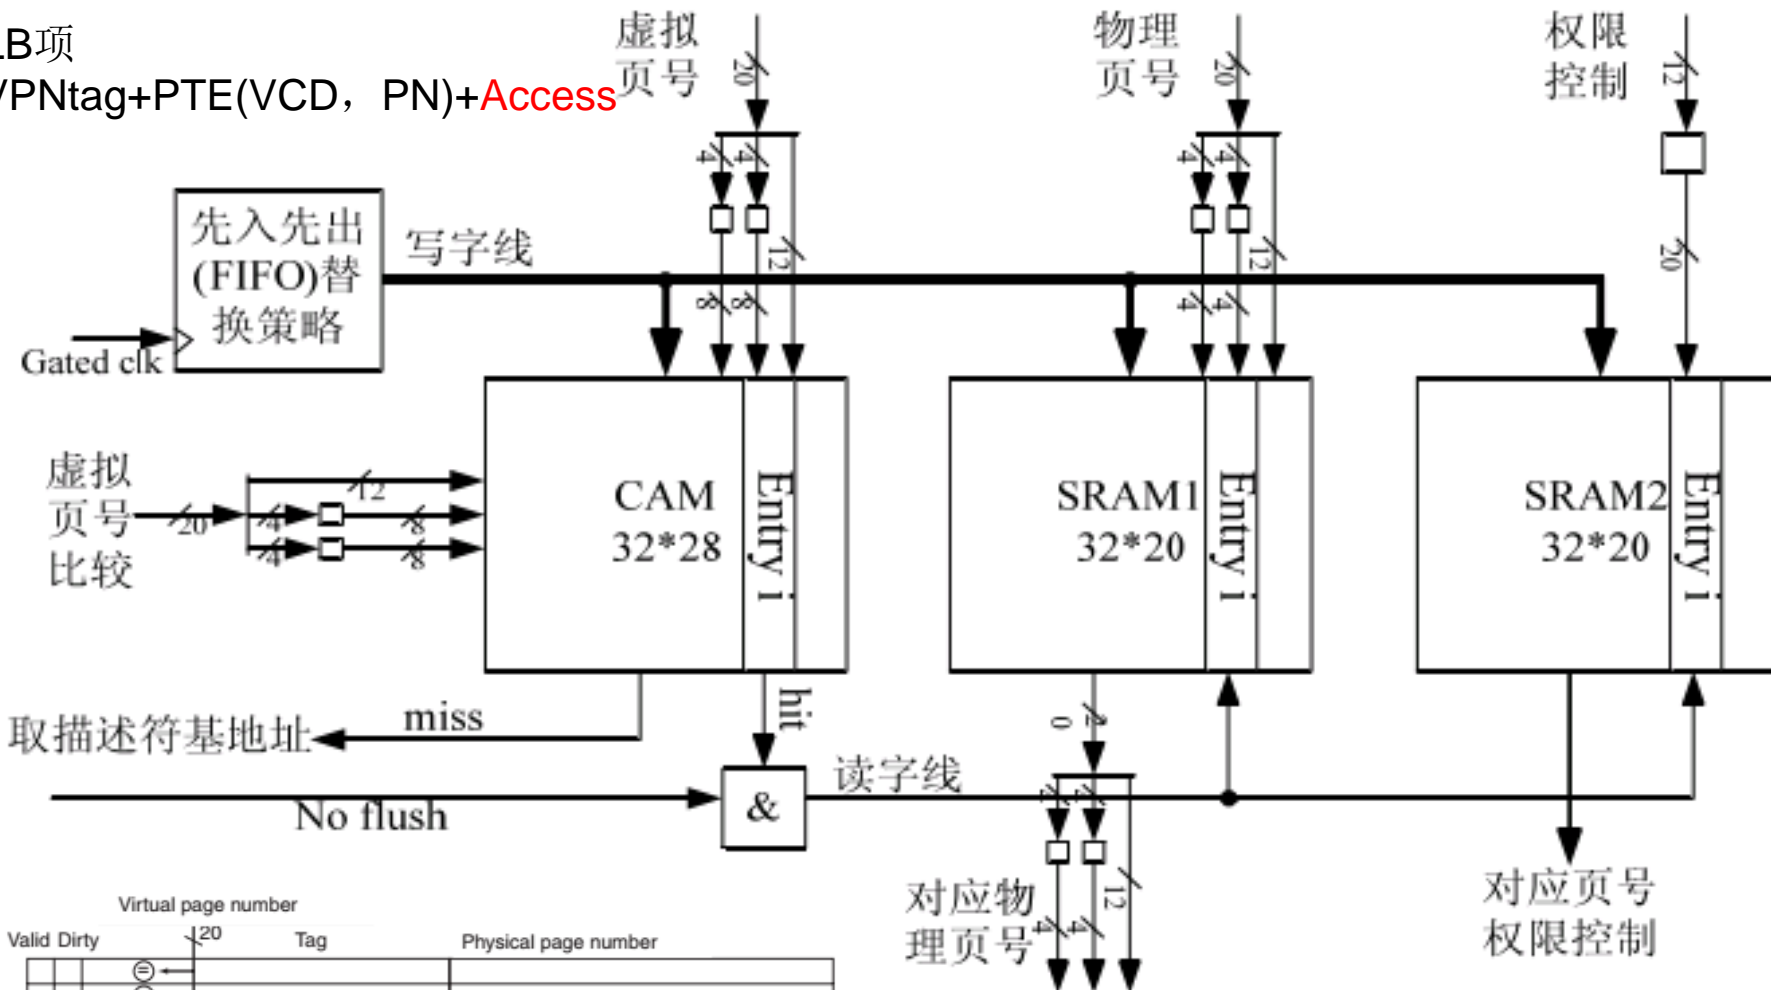 LB项
VPNtag+PTE(VCD, PN)+Access
虚拟
页号
20
4
4
12
8
8
物理
页号
20
4
4
12
4
4
权限
控制
12
20
先入先出
(FIFO)替
换策略
写字线
Gated clk
虚拟
页号
比较
20
12
4
8
4
8
CAM
32*28
Entry i
SRAM1
32*20
Entry i
SRAM2
32*20
Entry i
取描述符基地址
miss
hit
No flush
&
读字线
20
12
4
4
对应物
理页号
对应页号
权限控制
Virtual page number
Valid Dirty
20
Tag
Physical page number
=